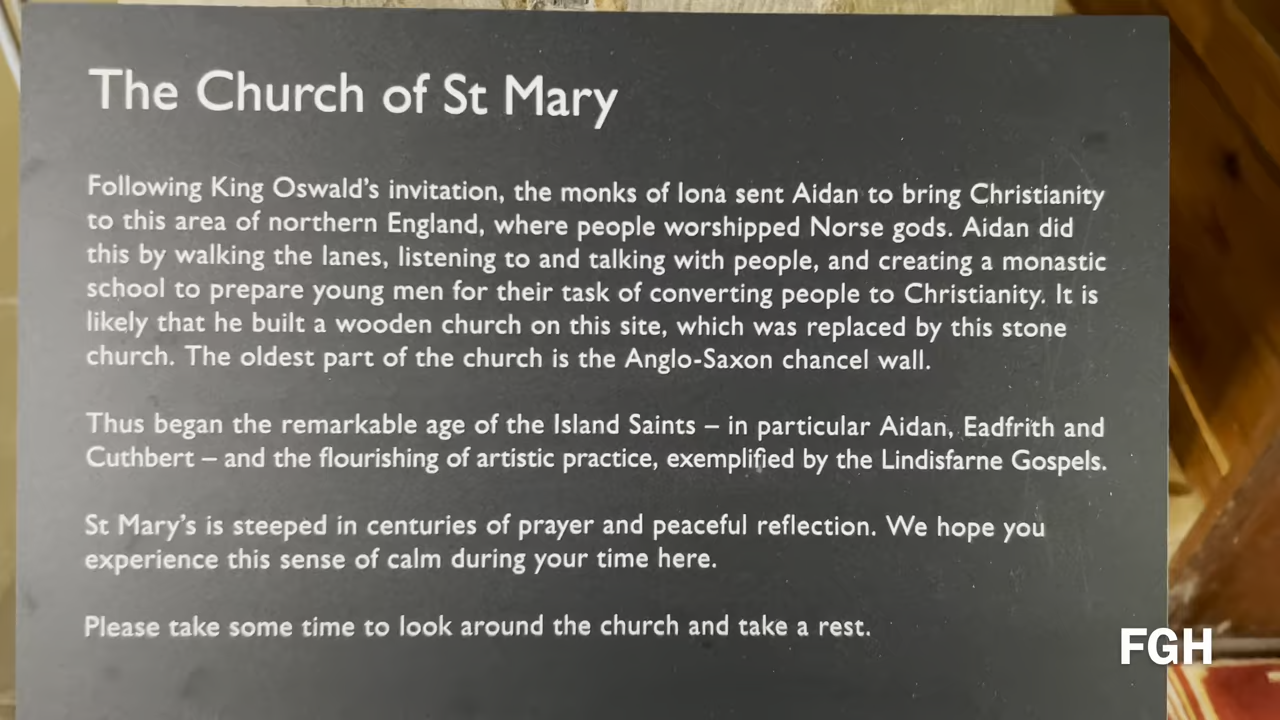 The Church of St Mary
Following King Oswald's invitation, the monks of Iona sent Aidan to bring Christianity
to this area of northern England, where people worshipped Norse gods. Aidan did
this by walking the lanes, listening to and talking with people, and creating a monastic
school to prepare young men for their task of converting people to Christianity. It is
likely that he built a wooden church on this site, which was replaced by this stone
church. The oldest part of the church is the Anglo-Saxon chancel wall.
Thus began the remarkable age of the Island Saints – in particular Aidan, Eadfrith and
Cuthbert – and the flourishing of artistic practice, exemplified by the Lindisfarne Gospels.
St Mary's is steeped in centuries of prayer and peaceful reflection. We hope you
experience this sense of calm during your time here.
Please take some time to look around the church and take a rest.
FGH